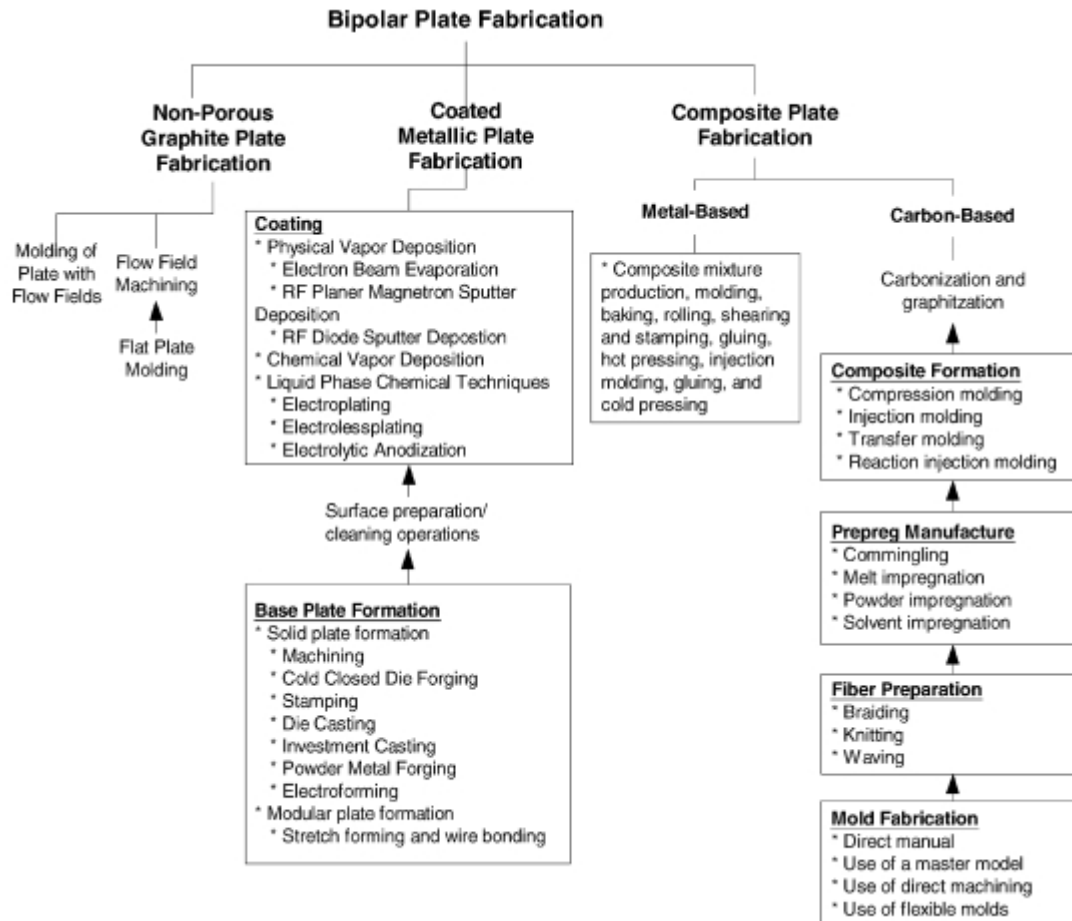 Bipolar Plate Fabrication
Non-Porous
Graphite Plate
Fabrication
Coated
Metallic Plate
Fabrication
Composite Plate
Fabrication
Molding of
Plate with
Flow Fields
Flow Field
Machining
Flat Plate
Molding
Coating
* Physical Vapor Deposition
* Electron Beam Evaporation
* RF Planer Magnetron Sputter
Deposition
* RF Diode Sputter Depostion
* Chemical Vapor Deposition
* Liquid Phase Chemical Techniques
* Electroplating
* Electrolessplating
* Electrolytic Anodization
Surface preparation/
cleaning operations
Base Plate Formation
* Solid plate formation
* Machining
* Cold Closed Die Forging
* Stamping
* Die Casting
* Investment Casting
* Powder Metal Forging
* Electroforming
* Modular plate formation
* Stretch forming and wire bonding
Metal-Based
* Composite mixture
production, molding,
baking, rolling, shearing
and stamping, gluing,
hot pressing, injection
molding, gluing, and
cold pressing
Carbon-Based
Carbonization and
graphitzation
Composite Formation
* Compression molding
* Injection molding
* Transfer molding
* Reaction injection molding
Prepreg Manufacture
* Commingling
* Melt impregnation
* Powder impregnation
* Solvent impregnation
Fiber Preparation
* Braiding
* Knitting
* Waving
Mold Fabrication
* Direct manual
* Use of a master model
* Use of direct machining
* Use of flexible molds